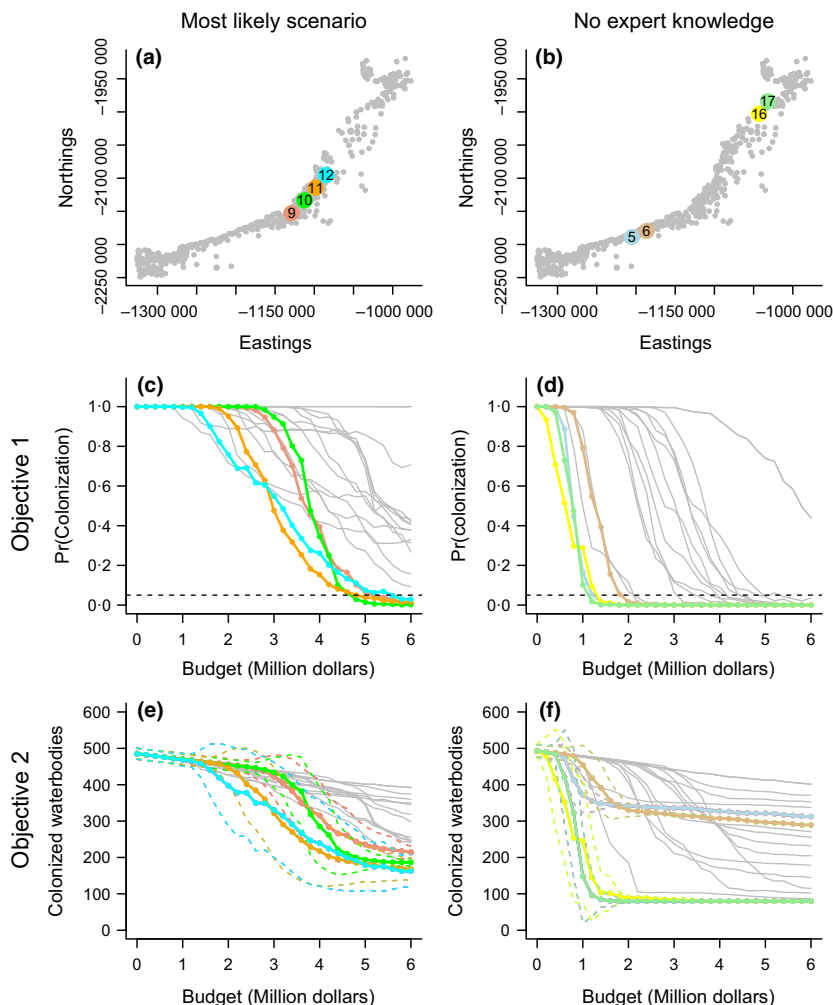 Most likely scenario
No expert knowledge
(a)
(b)
Northings
−1950 000
−2100 000
−2250 000
12
11
10
9
−1300 000
−1150 000
−1000 000
Eastings
Northings
−1950 000
−2100 000
−2250 000
17
16
5
6
−1300 000
−1150 000
−1000 000
Eastings
Objective 1
(c)
Pr(Colonization)
1·0
0·8
0·6
0·4
0·2
0·0
0 1 2 3 4 5 6
Budget (Million dollars)
(d)
Pr(colonization)
1·0
0·8
0·6
0·4
0·2
0·0
0 1 2 3 4 5 6
Budget (Million dollars)
Objective 2
(e)
Colonized waterbodies
600
500
400
300
200
100
0
0 1 2 3 4 5 6
Budget (Million dollars)
(f)
Colonized waterbodies
600
500
400
300
200
100
0
0 1 2 3 4 5 6
Budget (Million dollars)